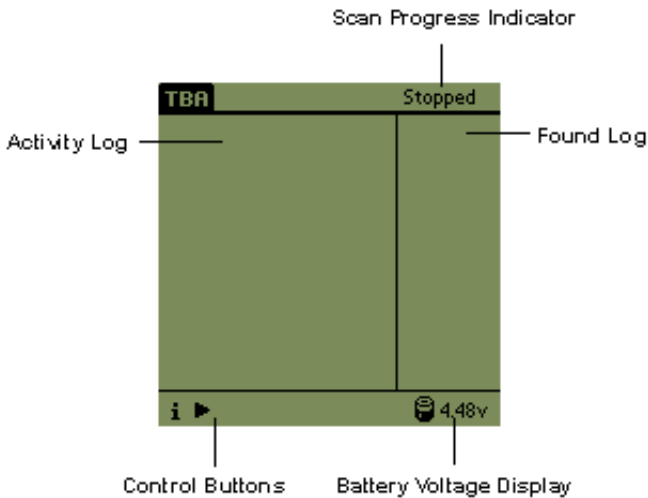 Scan Progress Indicator
TBA
Stopped
Activity Log
Found Log
i
4.48v
Control Buttons
Battery Voltage Display